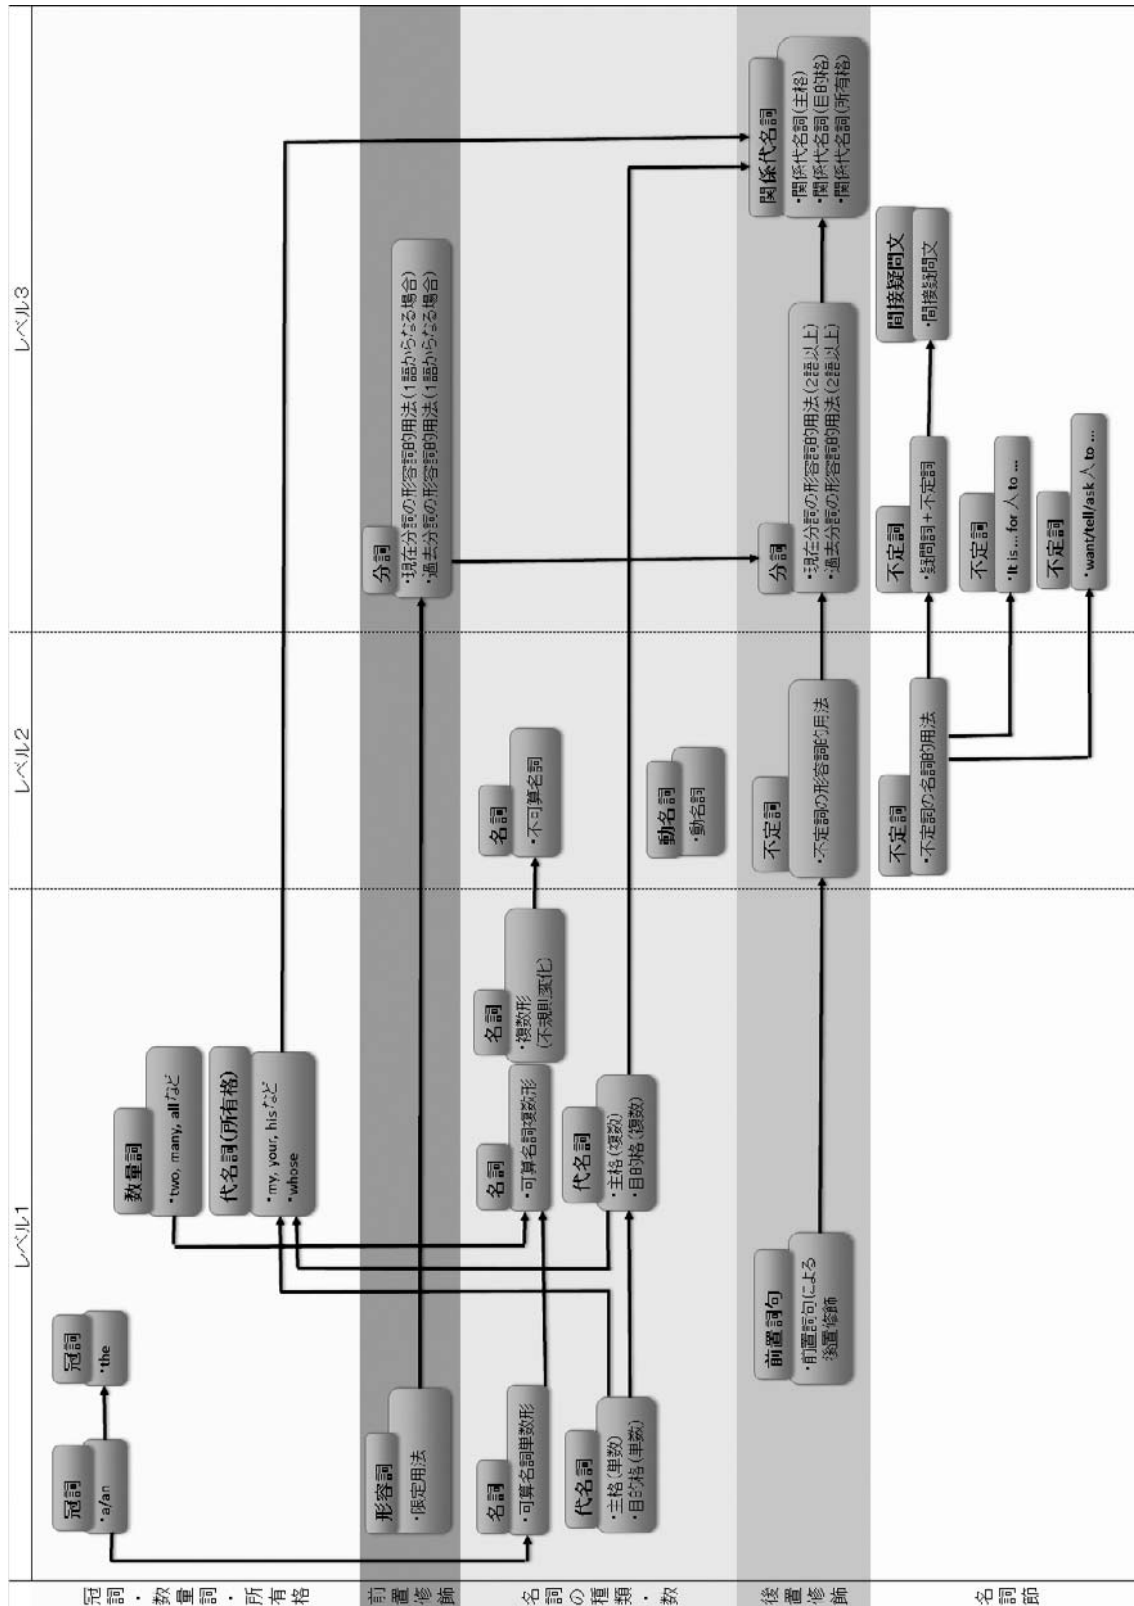 レベル1
レベル2
レベル3
冠詞・数量詞・所有格
冠詞
・a/an
冠詞
・the
数量詞
・two, many, all など
代名詞(所有格)
・my, your, his など
・whose
前置修飾
形容詞
・限定用法
分詞
・現在分詞の形容詞的用法(1語からなる場合)
・過去分詞の形容詞的用法(1語からなる場合)
名詞の種類・数
名詞
・可算名詞単数形
名詞
・可算名詞複数形
名詞
・複数形
(不規則変化)
名詞
・不可算名詞
代名詞
・主格(単数)
・目的格(単数)
代名詞
・主格(複数)
・目的格(複数)
動名詞
・動名詞
後置修飾
前置詞句
・前置詞句による
後置修飾
不定詞
・不定詞の形容詞的用法
分詞
・現在分詞の形容詞的用法(2語以上)
・過去分詞の形容詞的用法(2語以上)
関係代名詞
・関係代名詞(主格)
・関係代名詞(目的格)
・関係代名詞(所有格)
名詞節
不定詞
・不定詞の名詞的用法
不定詞
・疑問詞+不定詞
間接疑問文
・間接疑問文
不定詞
・It is ... for 人 to ...
不定詞
・want/tell/ask 人 to ...